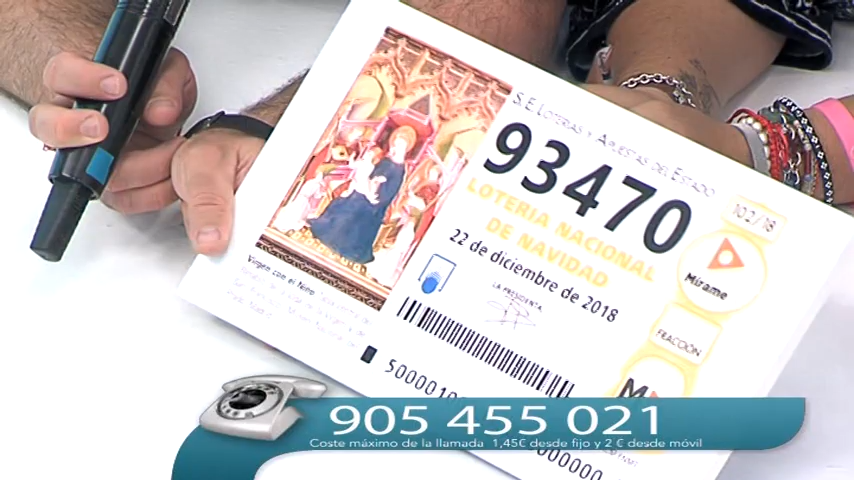 S.E. LOTERÍAS Y APUESTAS DEL ESTADO
93470
LOTERIA NACIONAL
DE NAVIDAD
22 de diciembre de 2018
102/18
Mírame
LA PRESIDENTA
FRACCIÓN
Virgen con el Niño
905 455 021
Coste máximo de la llamada 1,45€ desde fijo y 2 € desde móvil